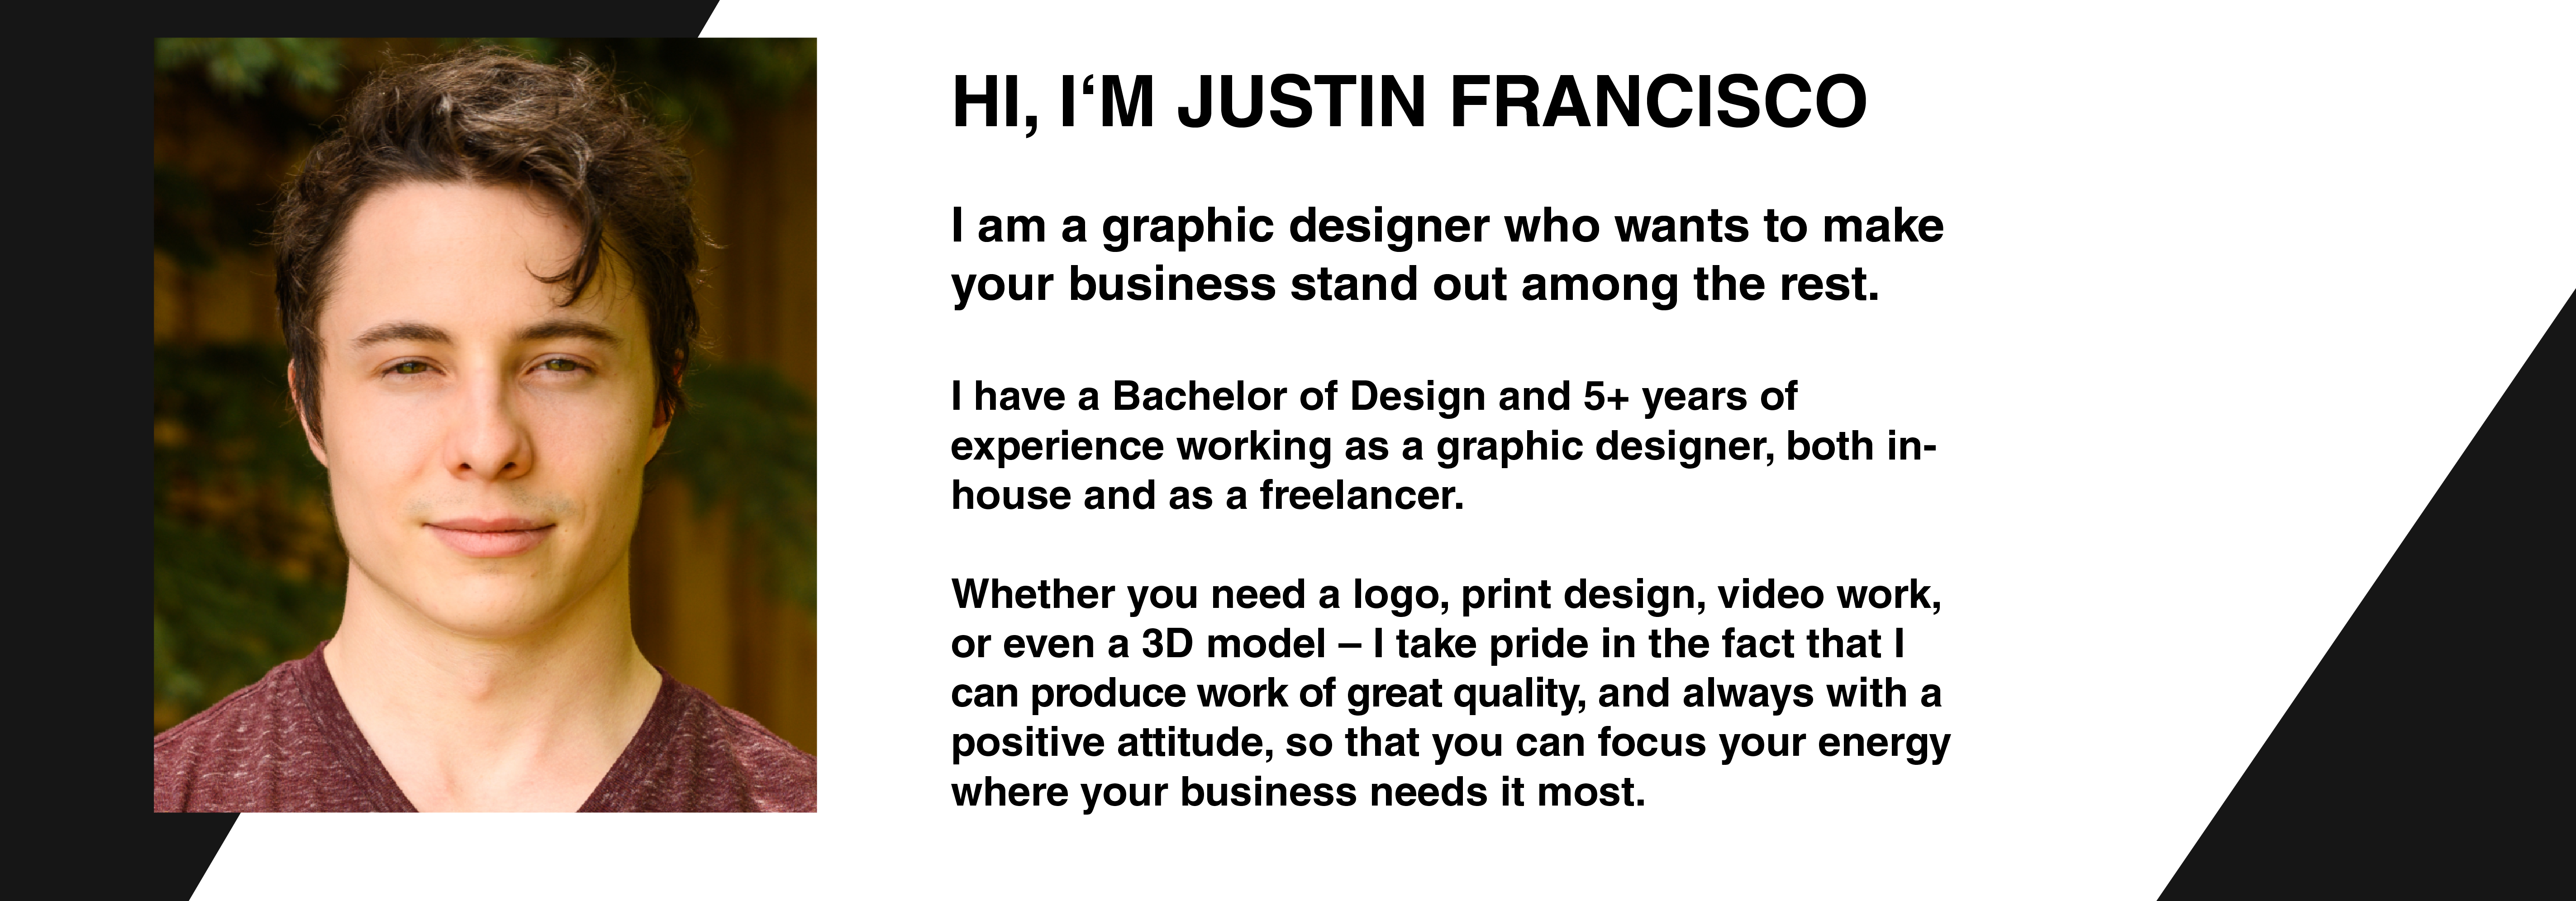 HI, I‘M JUSTIN FRANCISCO
I am a graphic designer who wants to make
your business stand out among the rest.
I have a Bachelor of Design and 5+ years of
experience working as a graphic designer, both in-
house and as a freelancer.
Whether you need a logo, print design, video work,
or even a 3D model – I take pride in the fact that I
can produce work of great quality, and always with a
positive attitude, so that you can focus your energy
where your business needs it most.